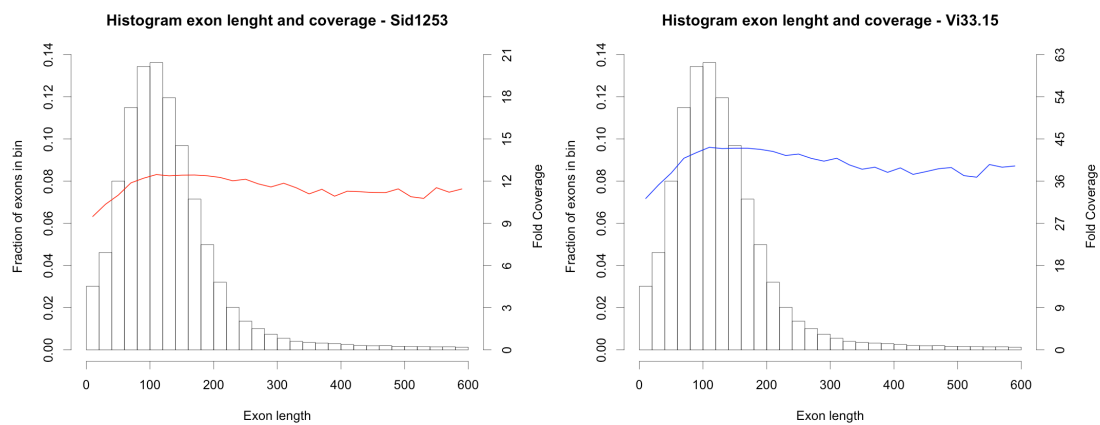 Histogram exon lenght and coverage - Sid1253
Fraction of exons in bin
0.00 0.02 0.04 0.06 0.08 0.10 0.12 0.14
0 3 6 9 12 15 18 21
Fold Coverage
0 100 200 300 400 500 600
Exon length
Histogram exon lenght and coverage - Vi33.15
Fraction of exons in bin
0.00 0.02 0.04 0.06 0.08 0.10 0.12 0.14
0 9 18 27 36 45 54 63
Fold Coverage
0 100 200 300 400 500 600
Exon length